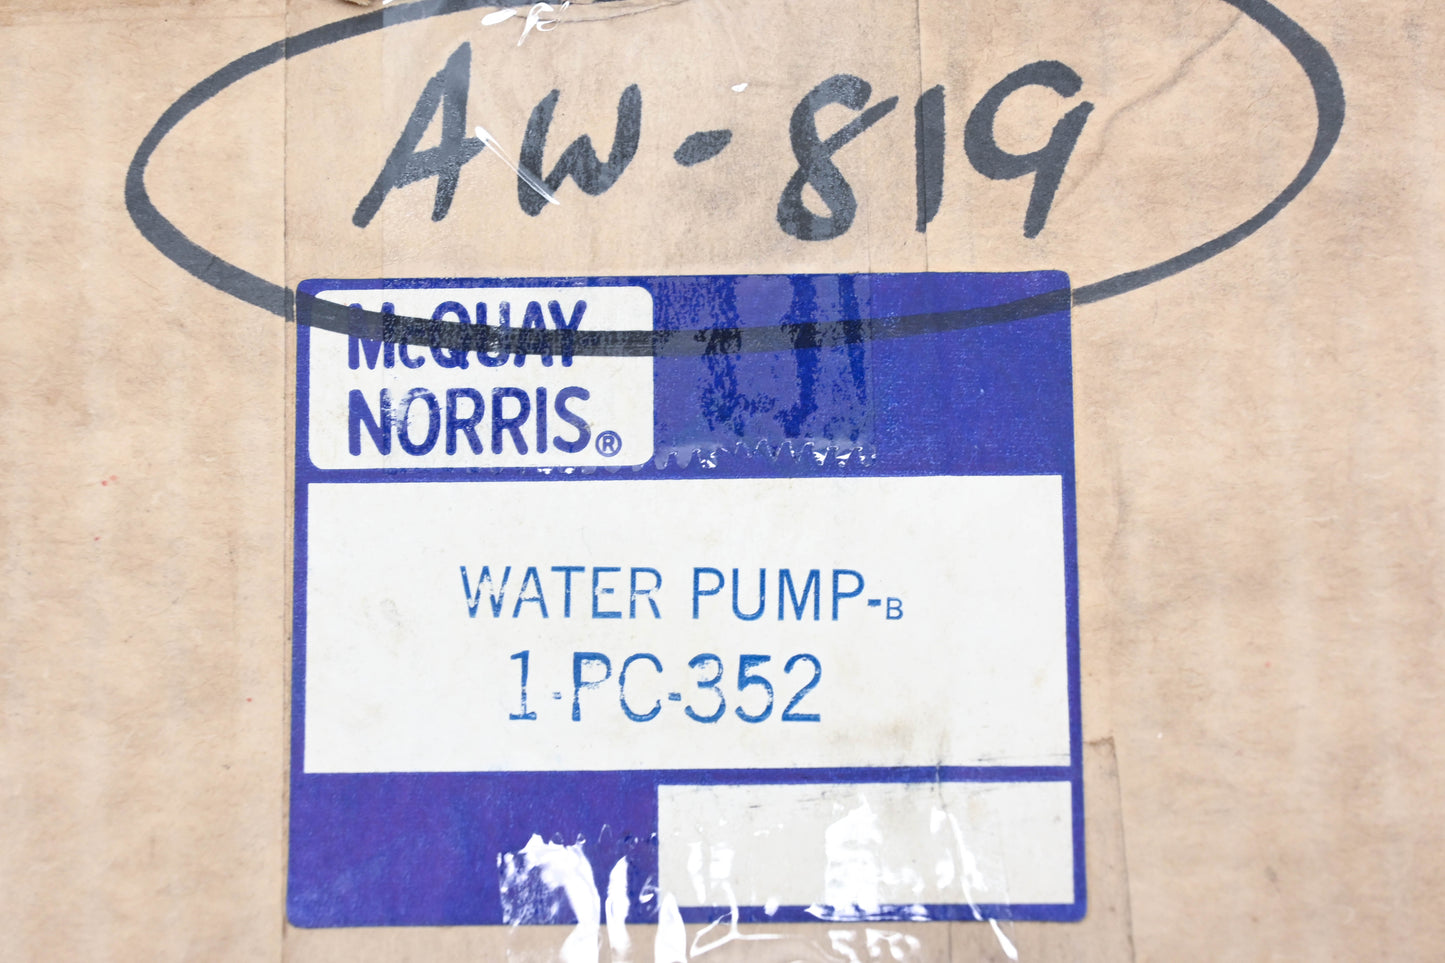 AW-819
McQUAY
NORRIS®
WATER PUMP-B
1-PC-352